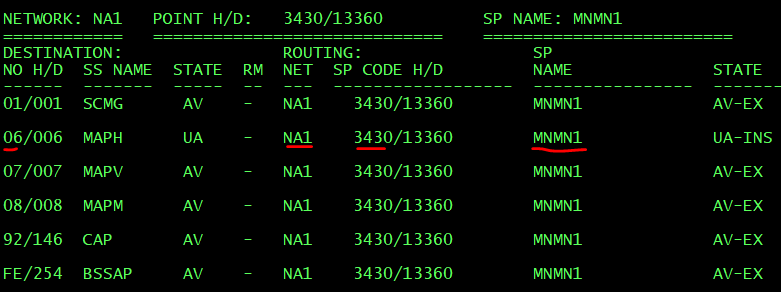 NETWORK: NA1 POINT H/D: 3430/13360 SP NAME: MNMN1
============ ============================= =========================
DESTINATION: ROUTING: SP
NO H/D SS NAME STATE RM NET SP CODE H/D NAME STATE
------ ------- ----- -- --- ------------------ ---------------- ------
01/001 SCMG AV - NA1 3430/13360 MNMN1 AV-EX
06/006 MAPH UA - NA1 3430/13360 MNMN1 UA-INS
07/007 MAPV AV - NA1 3430/13360 MNMN1 AV-EX
08/008 MAPM AV - NA1 3430/13360 MNMN1 AV-EX
92/146 CAP AV - NA1 3430/13360 MNMN1 AV-EX
FE/254 BSSAP AV - NA1 3430/13360 MNMN1 AV-EX